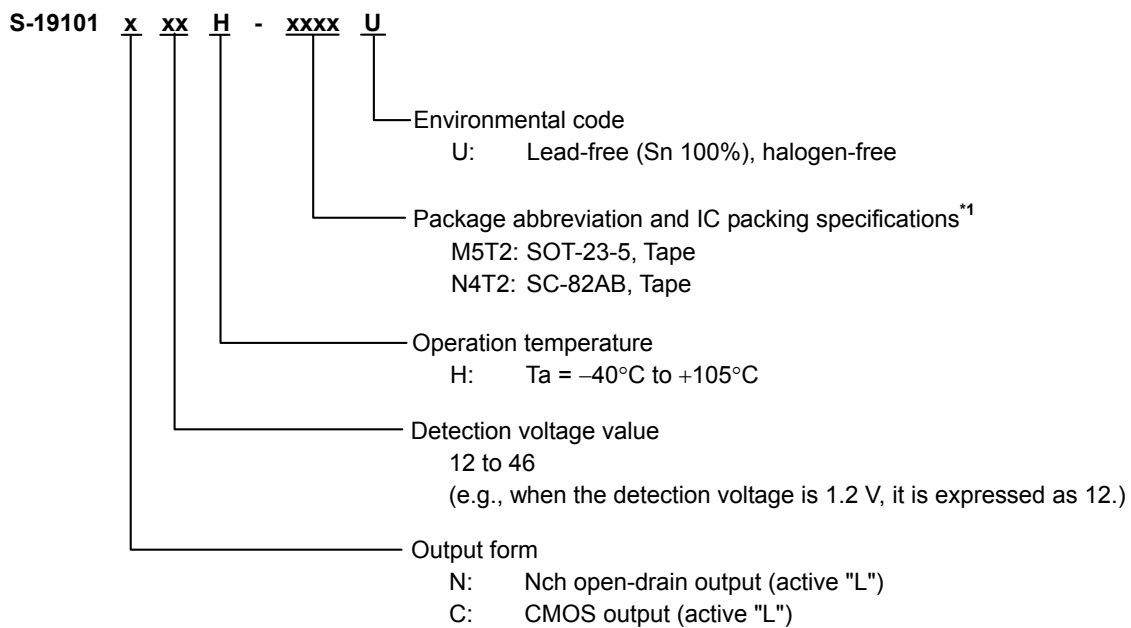 S-19101 x xx H - xxxx U
Environmental code
U: Lead-free (Sn 100%), halogen-free
Package abbreviation and IC packing specifications*1
M5T2: SOT-23-5, Tape
N4T2: SC-82AB, Tape
Operation temperature
H: Ta = −40°C to +105°C
Detection voltage value
12 to 46
(e.g., when the detection voltage is 1.2 V, it is expressed as 12.)
Output form
N: Nch open-drain output (active "L")
C: CMOS output (active "L")